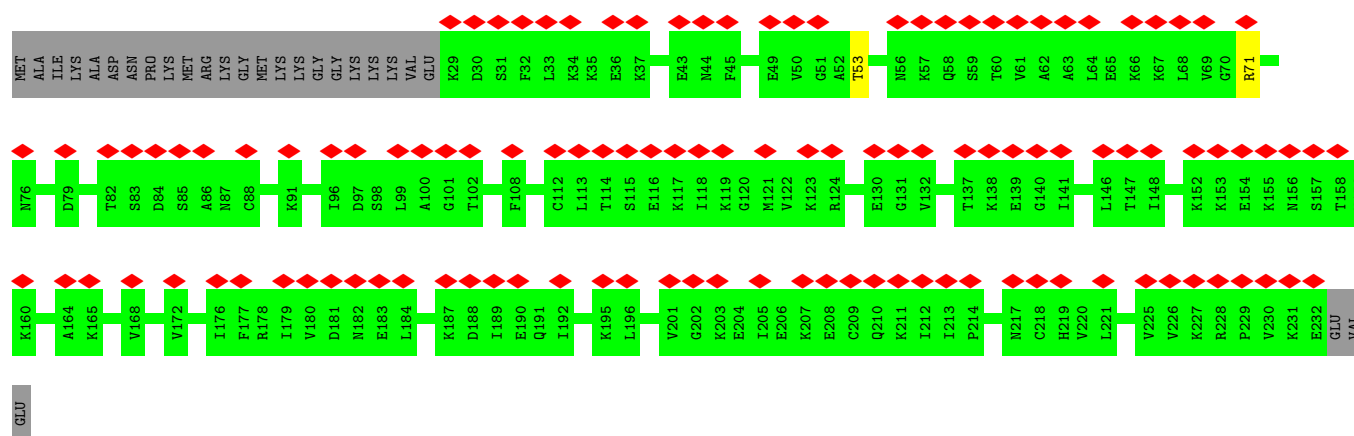 MET ALA ILE LYS ALA ASP ASN PRO LYS MET ARG LYS GLY MET LYS LYS GLY GLY LYS LYS LYS VAL GLU K29 D30 S31 F32 L33 K34 K35 E36 K37 E43 N44 F45 E49 V50 G51 A52 T53 N56 K57 Q58 S59 T60 V61 A62 A63 L64 E65 K66 K67 L68 V69 G70 R71
N76 D79 T82 S83 D84 S85 A86 N87 C88 K91 I96 D97 S98 L99 A100 G101 T102 F108 C112 L113 T114 S115 E116 K117 I118 K119 G120 M121 V122 K123 R124 E130 G131 V132 T137 K138 E139 G140 I141 L146 T147 I148 K152 K153 E154 K155 N156 S157 T158
K160 A164 K165 V168 V172 I176 F177 R178 I179 V180 D181 N182 E183 L184 K187 D188 I189 E190 Q191 I192 K195 L196 V201 G202 K203 E204 I205 E206 K207 E208 C209 Q210 K211 I212 I213 P214 N217 C218 H219 V220 L221 V225 V226 K227 R228 P229 V230 K231 E232 GLU VAL
GLU